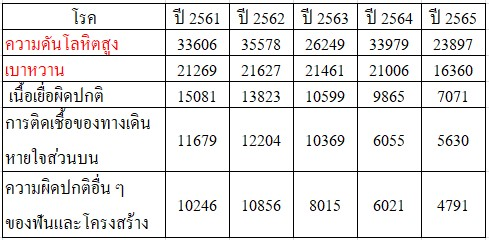 โรค ปี 2561 ปี 2562 ปี 2563 ปี 2564 ปี 2565
ความดันโลหิตสูง 33606 35578 26249 33979 23897
เบาหวาน 21269 21627 21461 21006 16360
เนื้อเยื่อผิดปกติ 15081 13823 10599 9865 7071
การติดเชื้อของทางเดิน
หายใจส่วนบน 11679 12204 10369 6055 5630
ความผิดปกติอื่น ๆ
ของฟันและโครงสร้าง 10246 10856 8015 6021 4791